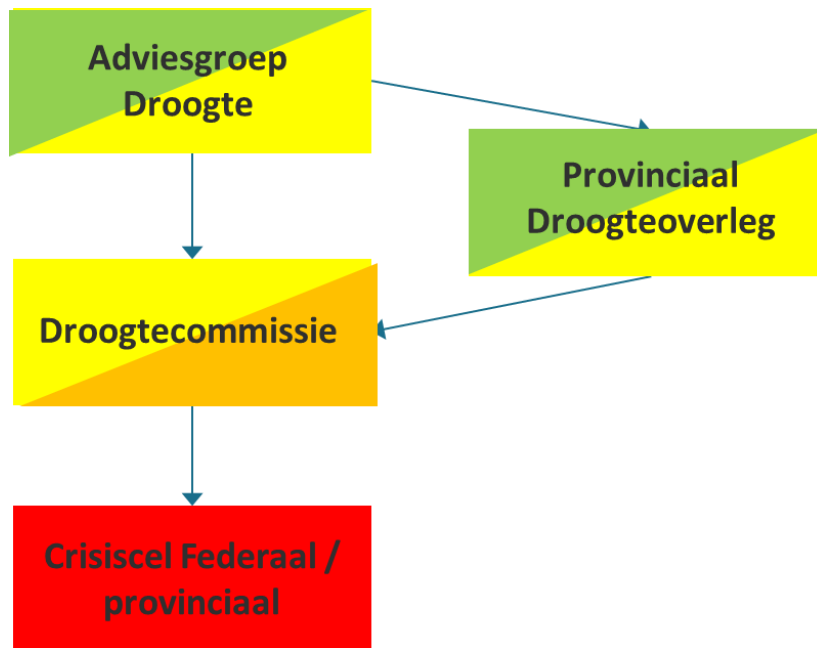 Adviesgroep
Droogte
Provinciaal
Droogteoverleg
Droogtecommissie
Crisiscel Federaal /
provinciaal